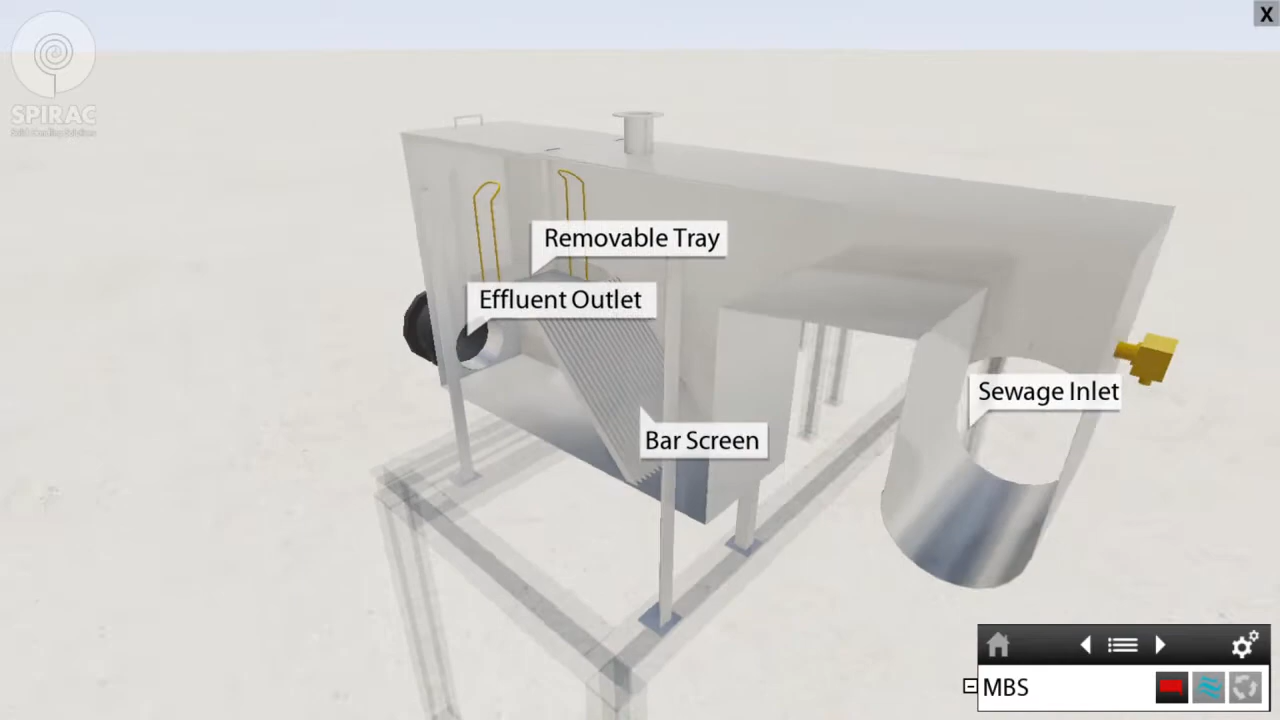 X
SPIRAC
Removable Tray
Effluent Outlet
Sewage Inlet
Bar Screen
MBS